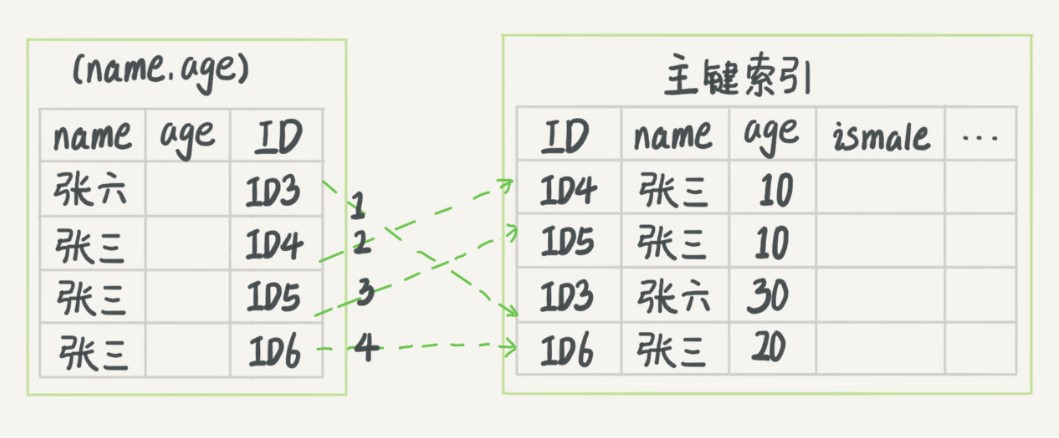 (name,age)
name age ID
张六 ID3
张三 ID4
张三 ID5
张三 ID6
1
2
3
4
主键索引
ID name age ismale ...
ID4 张三 10
ID5 张三 10
ID3 张六 30
ID6 张三 20